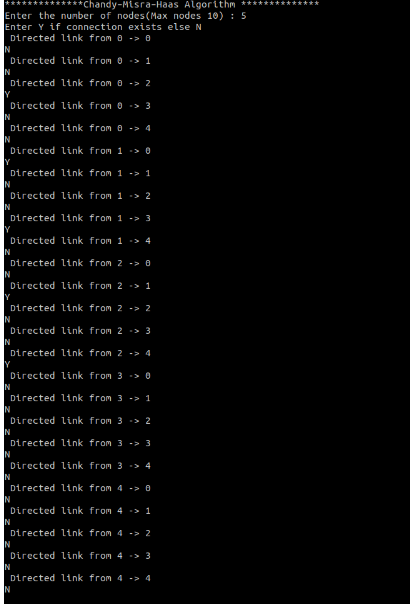 **************Chandy-Misra-Haas Algorithm **************
Enter the number of nodes(Max nodes 10) : 5
Enter Y if connection exists else N
Directed link from 0 -> 0
N
Directed link from 0 -> 1
N
Directed link from 0 -> 2
Y
Directed link from 0 -> 3
N
Directed link from 0 -> 4
N
Directed link from 1 -> 0
Y
Directed link from 1 -> 1
N
Directed link from 1 -> 2
N
Directed link from 1 -> 3
Y
Directed link from 1 -> 4
N
Directed link from 2 -> 0
N
Directed link from 2 -> 1
Y
Directed link from 2 -> 2
N
Directed link from 2 -> 3
N
Directed link from 2 -> 4
Y
Directed link from 3 -> 0
N
Directed link from 3 -> 1
N
Directed link from 3 -> 2
N
Directed link from 3 -> 3
N
Directed link from 3 -> 4
N
Directed link from 4 -> 0
N
Directed link from 4 -> 1
N
Directed link from 4 -> 2
N
Directed link from 4 -> 3
N
Directed link from 4 -> 4
N